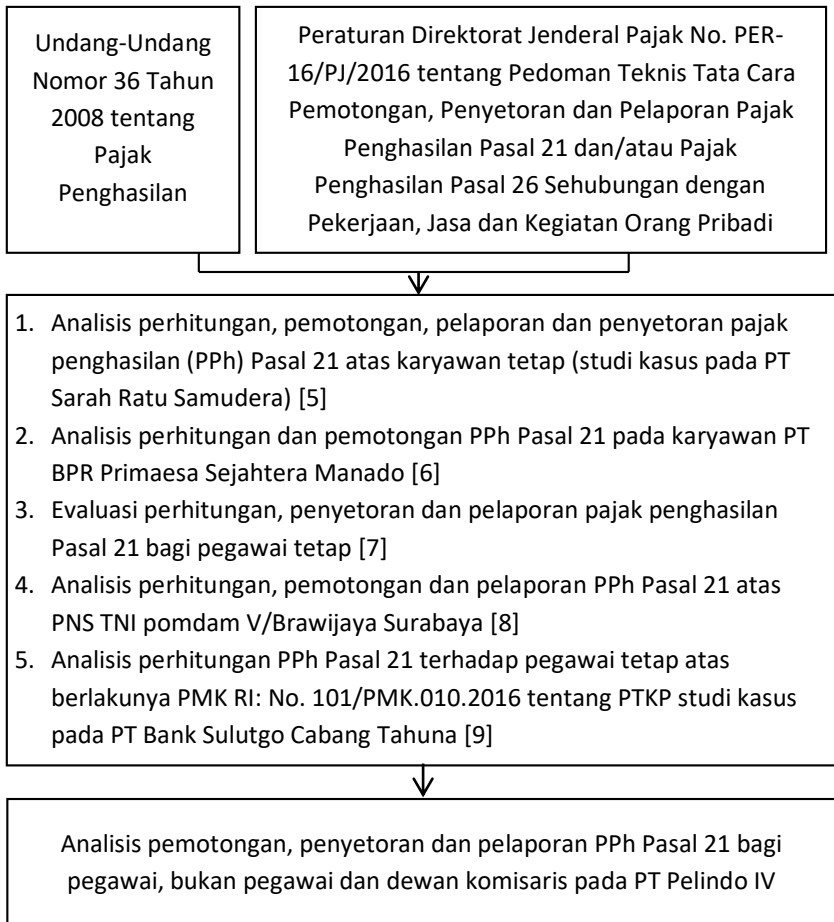 Undang-Undang
Nomor 36 Tahun
2008 tentang
Pajak
Penghasilan
Peraturan Direktorat Jenderal Pajak No. PER-
16/PJ/2016 tentang Pedoman Teknis Tata Cara
Pemotongan, Penyetoran dan Pelaporan Pajak
Penghasilan Pasal 21 dan/atau Pajak
Penghasilan Pasal 26 Sehubungan dengan
Pekerjaan, Jasa dan Kegiatan Orang Pribadi
1. Analisis perhitungan, pemotongan, pelaporan dan penyetoran pajak
penghasilan (PPh) Pasal 21 atas karyawan tetap (studi kasus pada PT
Sarah Ratu Samudera) [5]
2. Analisis perhitungan dan pemotongan PPh Pasal 21 pada karyawan PT
BPR Primaesa Sejahtera Manado [6]
3. Evaluasi perhitungan, penyetoran dan pelaporan pajak penghasilan
Pasal 21 bagi pegawai tetap [7]
4. Analisis perhitungan, pemotongan dan pelaporan PPh Pasal 21 atas
PNS TNI pomdam V/Brawijaya Surabaya [8]
5. Analisis perhitungan PPh Pasal 21 terhadap pegawai tetap atas
berlakunya PMK RI: No. 101/PMK.010.2016 tentang PTKP studi kasus
pada PT Bank Sulutgo Cabang Tahuna [9]
Analisis pemotongan, penyetoran dan pelaporan PPh Pasal 21 bagi
pegawai, bukan pegawai dan dewan komisaris pada PT Pelindo IV